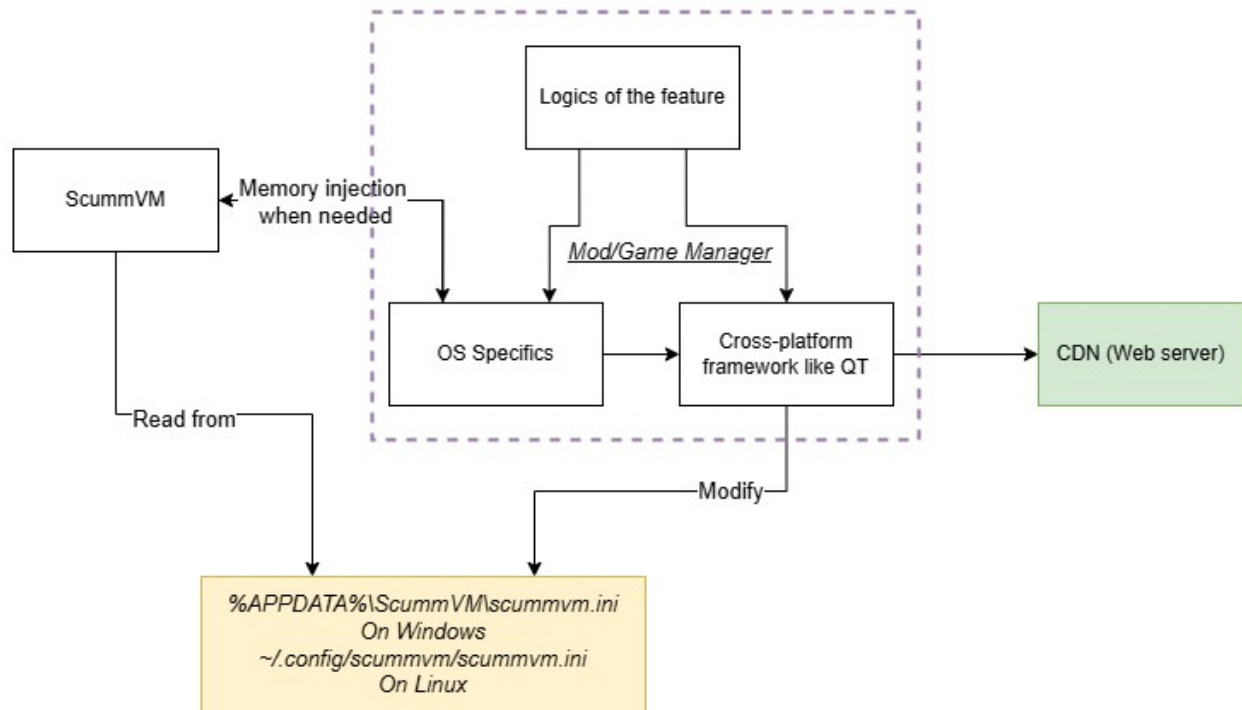 Logics of the feature
ScummVM
Memory injection
when needed
Mod/Game Manager
OS Specifics
Cross-platform
framework like QT
CDN (Web server)
Read from
Modify
%APPDATA%\ScummVM\scummvm.ini
On Windows
~/.config/scummvm/scummvm.ini
On Linux